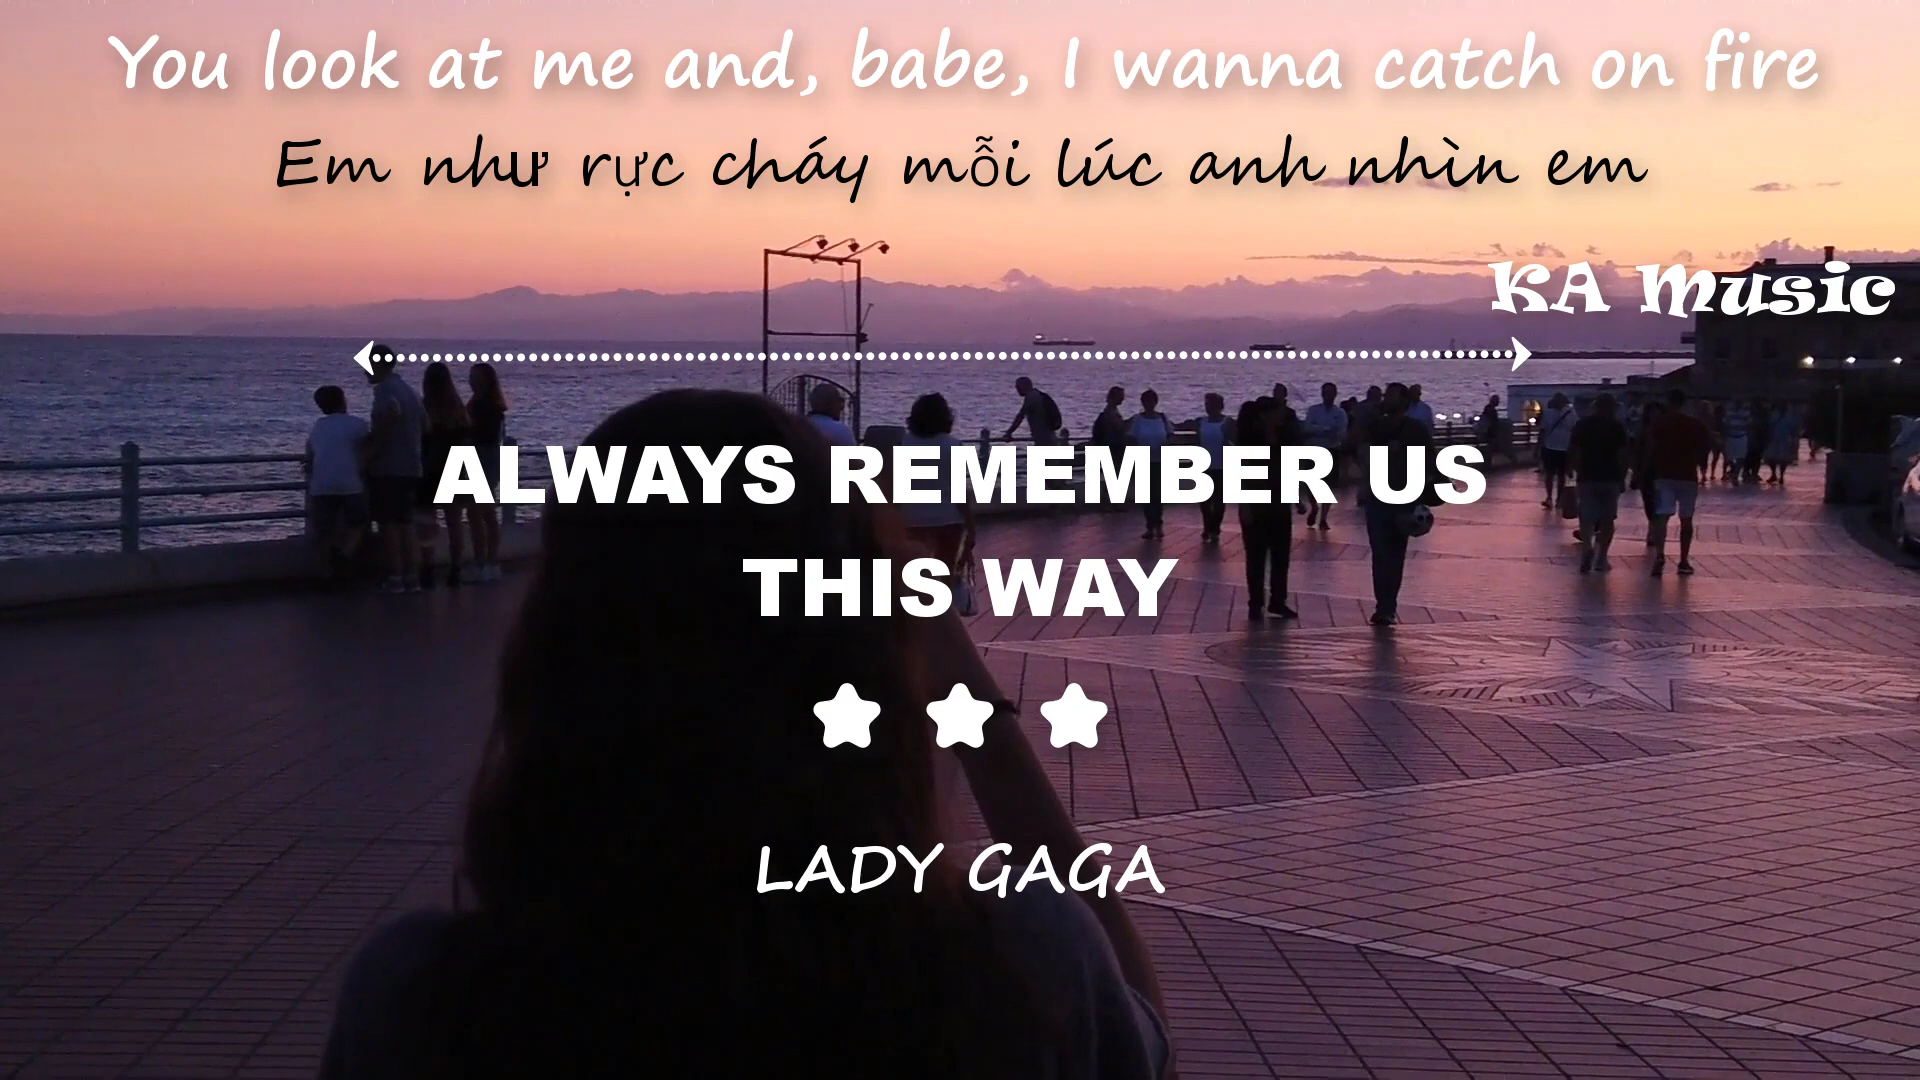 You look at me and, babe, I wanna catch on fire
Em như rực cháy mỗi lúc anh nhìn em
KA Music
ALWAYS REMEMBER US
THIS WAY
LADY GAGA